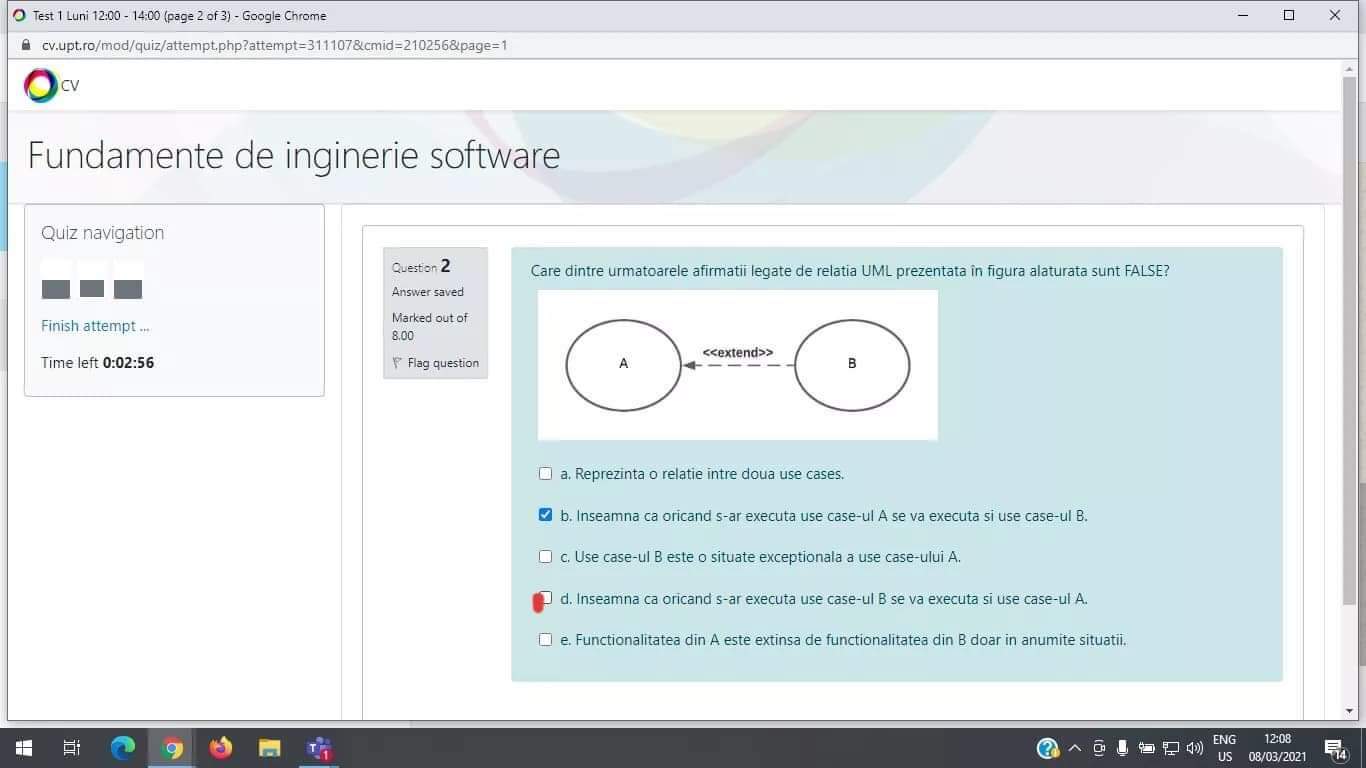 Test 1 Luni 12:00 - 14:00 (page 2 of 3) - Google Chrome
cv.upt.ro/mod/quiz/attempt.php?attempt=311107&cmid=210256&page=1
CV
Fundamente de inginerie software
Quiz navigation
Finish attempt ...
Time left 0:02:56
Question 2
Answer saved
Marked out of
8.00
Flag question
Care dintre urmatoarele afirmatii legate de relatia UML prezentata în figura alaturata sunt FALSE?
<<extend>>
A
B
a. Reprezinta o relatie intre doua use cases.
b. Inseamna ca oricand s-ar executa use case-ul A se va executa si use case-ul B.
c. Use case-ul B este o situate exceptionala a use case-ului A.
d. Inseamna ca oricand s-ar executa use case-ul B se va executa si use case-ul A.
e. Functionalitatea din A este extinsa de functionalitatea din B doar in anumite situatii.
1
ENG
US
12:08
08/03/2021
14